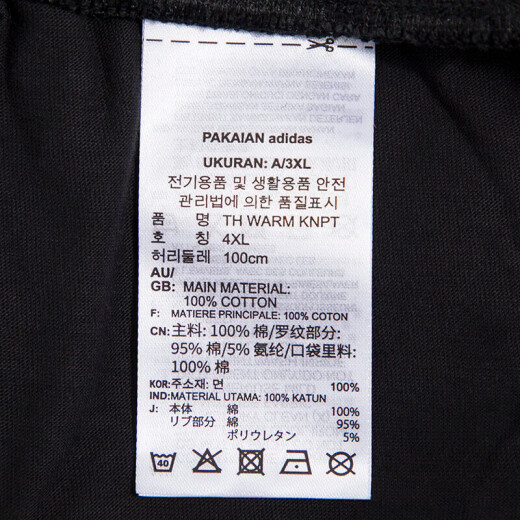 PAKAIAN adidas
UKURAN: A/3XL
전기용품 및 생활용품 안전
관리법에 의한 품질표시
품 명 TH WARM KNPT
호 칭 4XL
허리둘레 100cm
AU/
GB: MAIN MATERIAL:
100% COTTON
F: MATIERE PRINCIPALE: 100% COTON
CN: 主料: 100% 棉/罗纹部分:
95% 棉/5% 氨纶/口袋里料:
100% 棉
KOR: 주소재: 면 100%
IND: MATERIAL UTAMA: 100% KATUN
J: 本体 綿 100%
リブ部分 綿 95%
ポリウレタン 5%
40